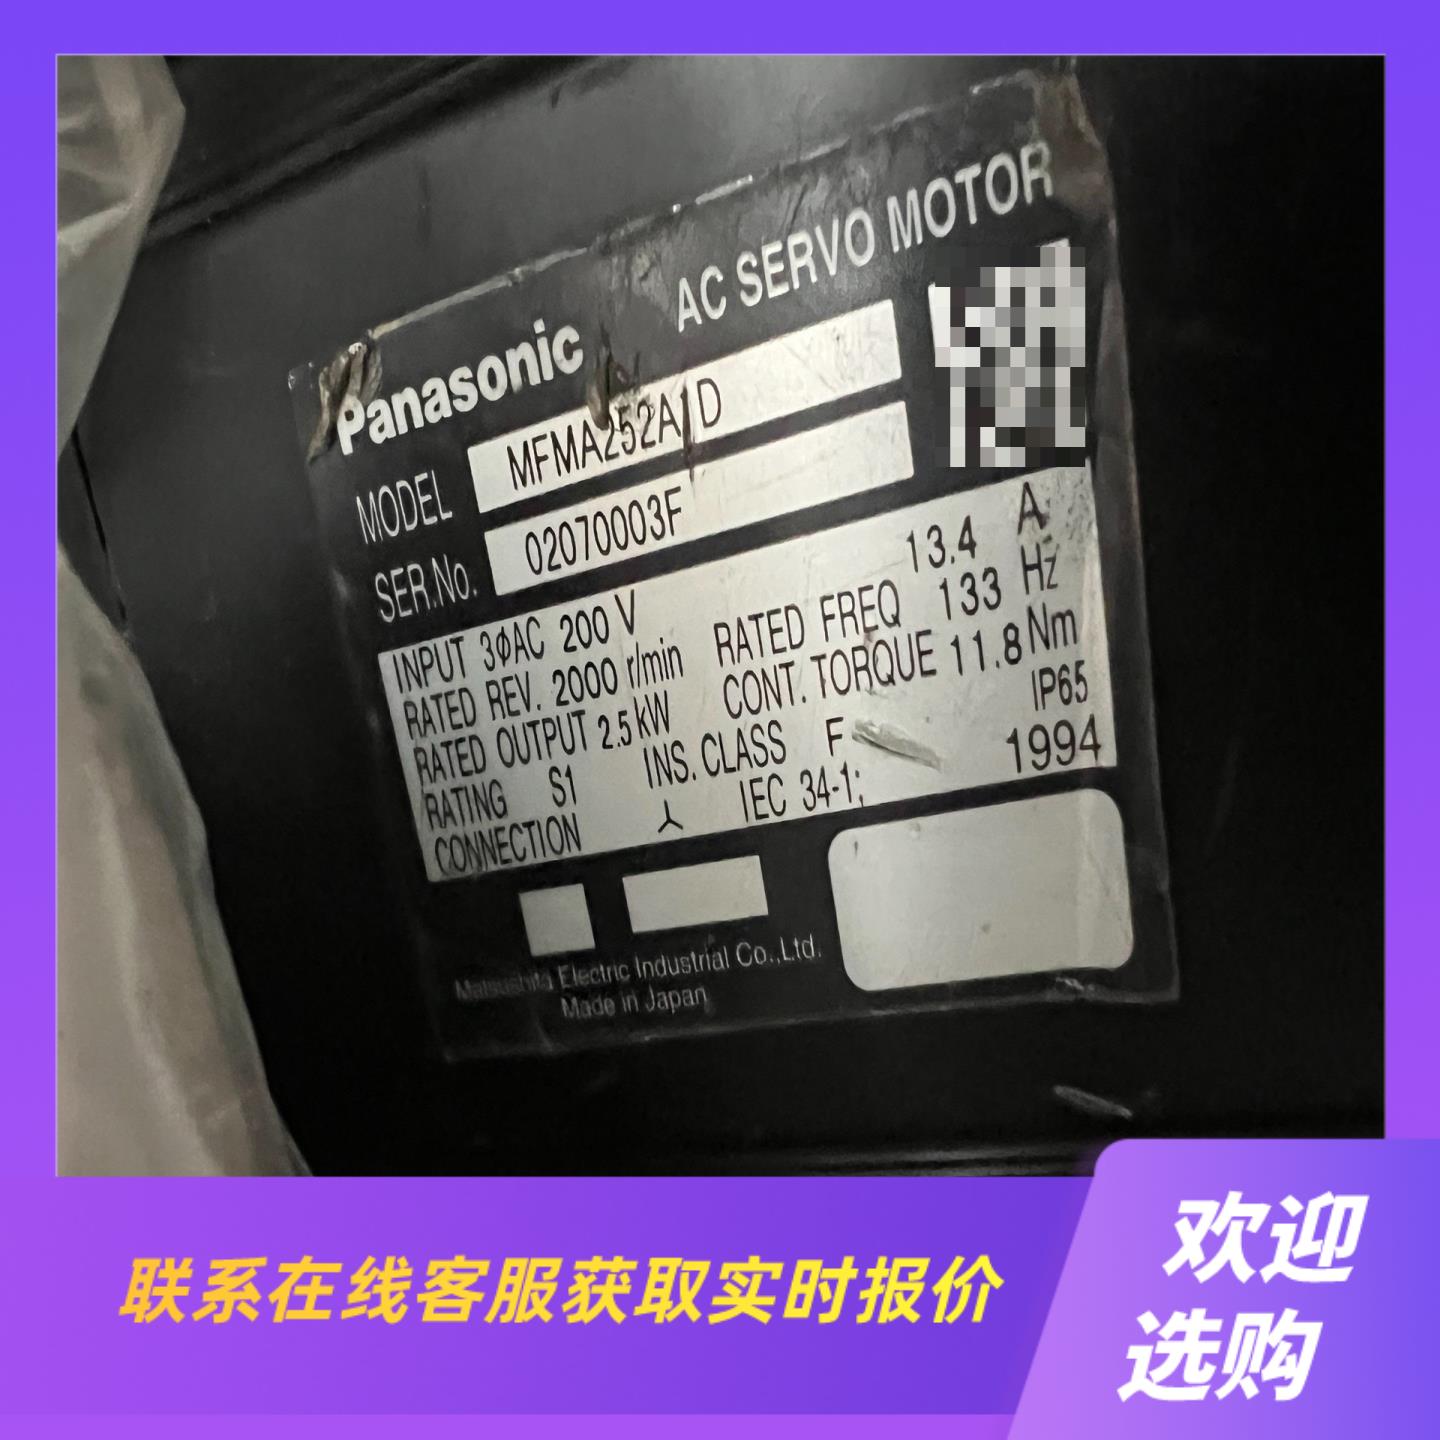 Panasonic AC SERVO MOTOR
MODEL MFMA252A1D
SER.No. 02070003F
INPUT 3ΦAC 200 V 13.4 A
RATED REV. 2000 r/min RATED FREQ 133 Hz
RATED OUTPUT 2.5 kW CONT. TORQUE 11.8 Nm
RATING S1 INS. CLASS F IP65
CONNECTION 人 IEC 34-1; 1994
Matsushita Electric Industrial Co.,Ltd.
Made in Japan
联系在线客服获取实时报价
欢迎
选购